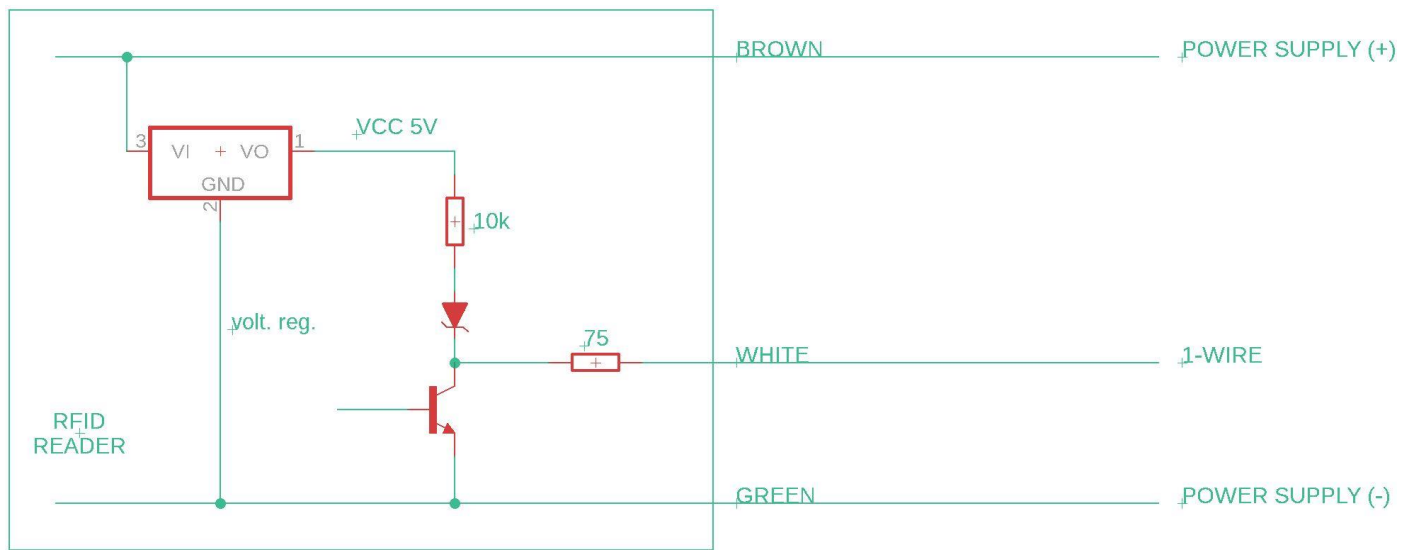 BROWN
POWER SUPPLY (+)
VCC 5V
3
VI
VO
1
GND
2
10k
volt. reg.
75
WHITE
1-WIRE
RFID
READER
GREEN
POWER SUPPLY (-)